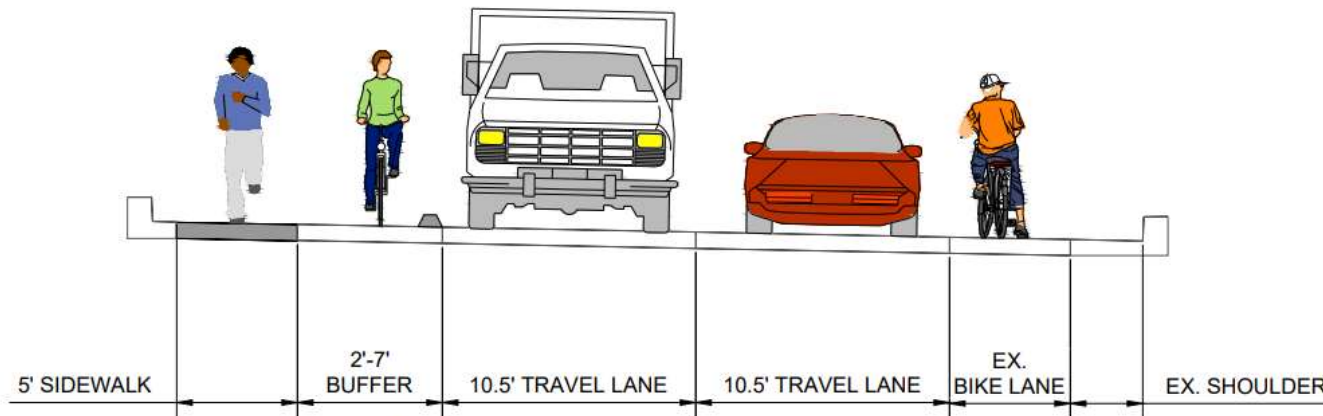 5' SIDEWALK
2'-7'
BUFFER
10.5' TRAVEL LANE
10.5' TRAVEL LANE
EX.
BIKE LANE
EX. SHOULDER